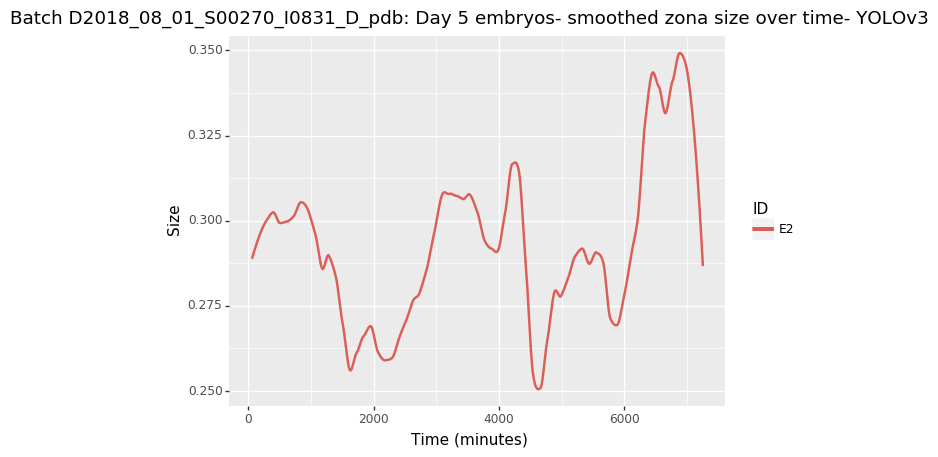 Batch D2018_08_01_S00270_I0831_D_pdb: Day 5 embryos- smoothed zona size over time- YOLOv3
0.350
0.325
0.300
0.275
0.250
Size
0
2000
4000
6000
Time (minutes)
ID
E2